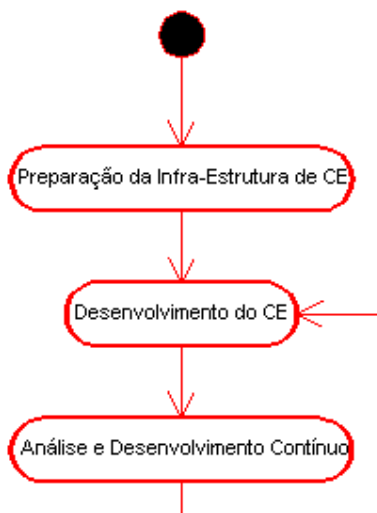 Preparação da Infra-Estrutura de CE
Desenvolvimento do CE
Análise e Desenvolvimento Contínuo